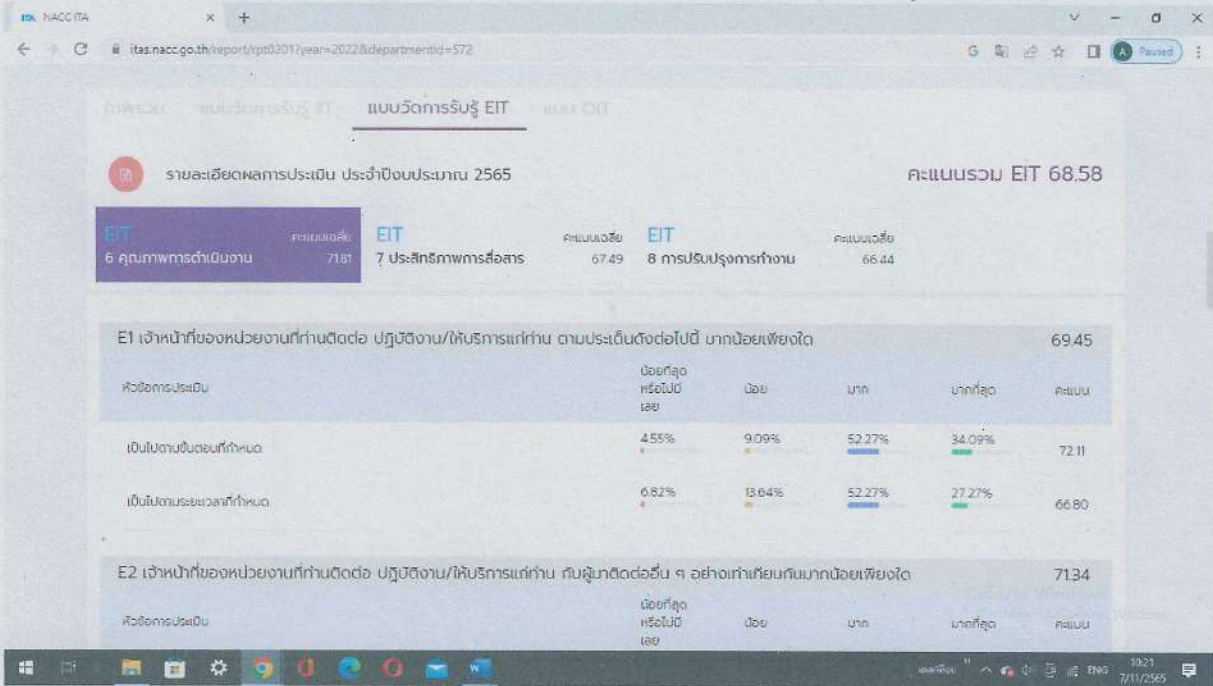 NACC ITA
itas.nacc.go.th/report/rpt0201?year=2022&departmentid=572
Paused
ภาพรวม แบบวัดการรับรู้ IIT แบบวัดการรับรู้ EIT แบบ OIT
รายละเอียดผลการประเมิน ประจำปีงบประมาณ 2565
คะแนนรวม EIT 68.58
EIT คะแนนเฉลี่ย
6 คุณภาพการดำเนินงาน 71.81
EIT คะแนนเฉลี่ย
7 ประสิทธิภาพการสื่อสาร 67.49
EIT คะแนนเฉลี่ย
8 การปรับปรุงการทำงาน 66.44
E1 เจ้าหน้าที่ของหน่วยงานที่ท่านติดต่อ ปฏิบัติงาน/ให้บริการแก่ท่าน ตามประเด็นดังต่อไปนี้ มากน้อยเพียงใด 69.45
หัวข้อการประเมิน น้อยที่สุดหรือไม่มีเลย น้อย มาก มากที่สุด คะแนน
เป็นไปตามขั้นตอนที่กำหนด 4.55% 9.09% 52.27% 34.09% 72.11
เป็นไปตามระยะเวลาที่กำหนด 6.82% 13.64% 52.27% 27.27% 66.80
E2 เจ้าหน้าที่ของหน่วยงานที่ท่านติดต่อ ปฏิบัติงาน/ให้บริการแก่ท่าน กับผู้มาติดต่ออื่น ๆ อย่างเท่าเทียมกันมากน้อยเพียงใด 71.34
หัวข้อการประเมิน น้อยที่สุดหรือไม่มีเลย น้อย มาก มากที่สุด คะแนน
ENG
10:21
7/11/2565